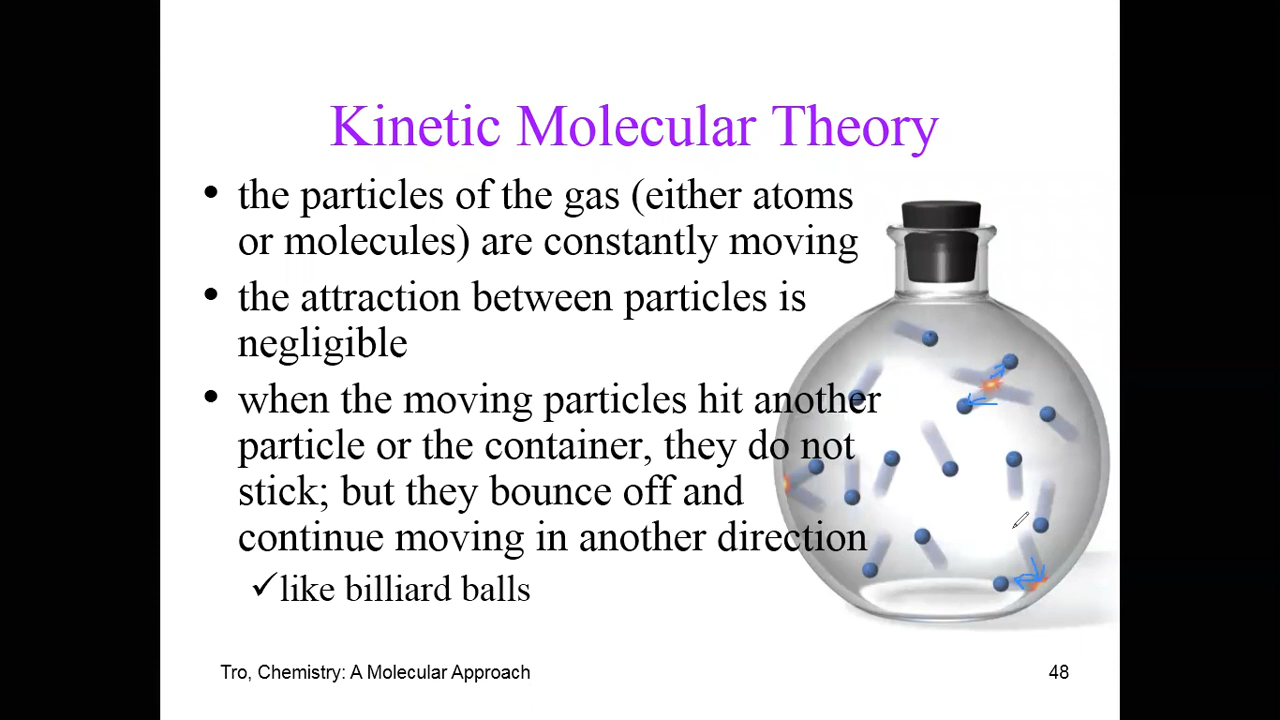 Kinetic Molecular Theory
• the particles of the gas (either atoms
or molecules) are constantly moving
• the attraction between particles is
negligible
• when the moving particles hit another
particle or the container, they do not
stick; but they bounce off and
continue moving in another direction
✓like billiard balls
Tro, Chemistry: A Molecular Approach
48